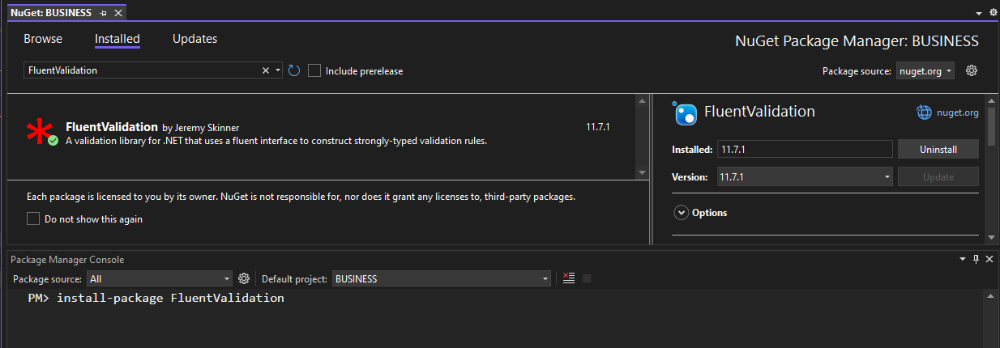 NuGet: BUSINESS
Browse Installed Updates
NuGet Package Manager: BUSINESS
FluentValidation
Include prerelease
Package source: nuget.org
FluentValidation by Jeremy Skinner 11.7.1
A validation library for .NET that uses a fluent interface to construct strongly-typed validation rules.
Each package is licensed to you by its owner. NuGet is not responsible for, nor does it grant any licenses to, third-party packages.
Do not show this again
FluentValidation nuget.org
Installed: 11.7.1 Uninstall
Version: 11.7.1 Update
Options
Package Manager Console
Package source: All Default project: BUSINESS
PM> install-package FluentValidation